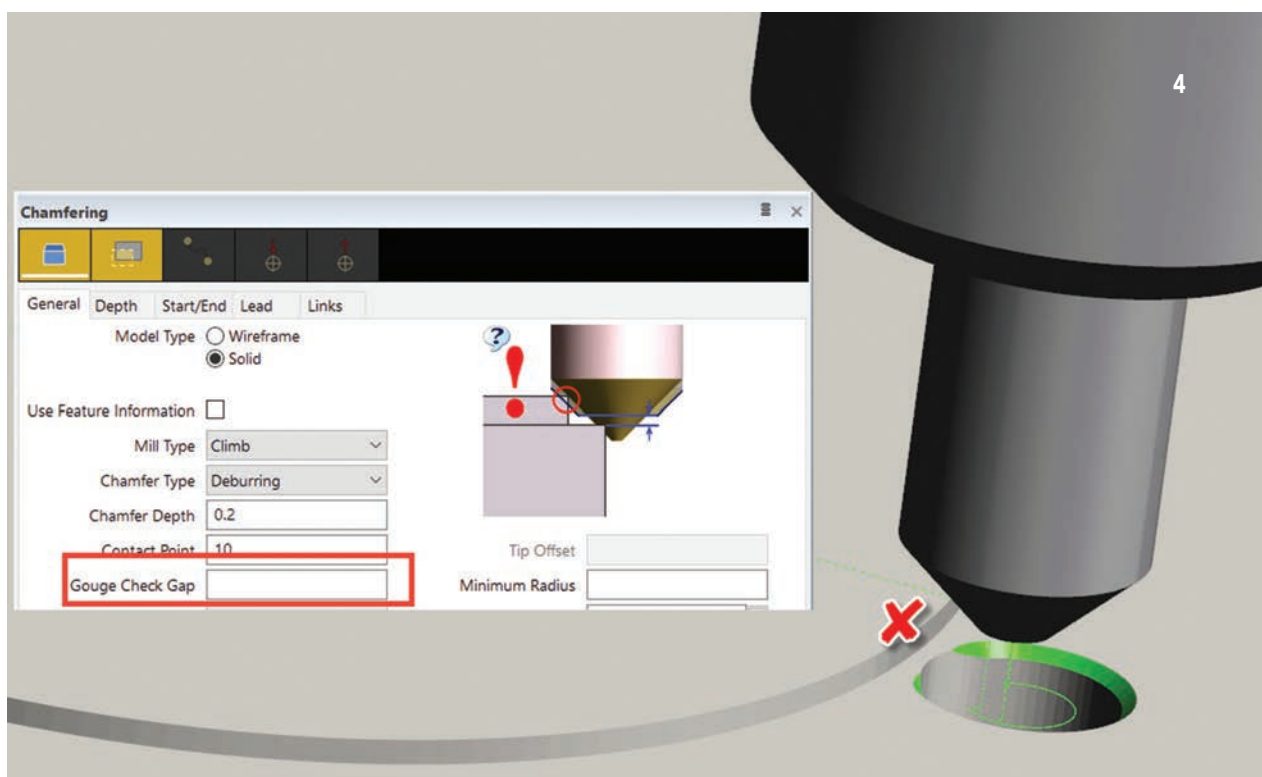 4
Chamfering
General Depth Start/End Lead Links
Model Type Wireframe
Solid
Use Feature Information
Mill Type Climb
Chamfer Type Deburring
Chamfer Depth 0.2
Contact Point 10 Tip Offset
Gouge Check Gap Minimum Radius